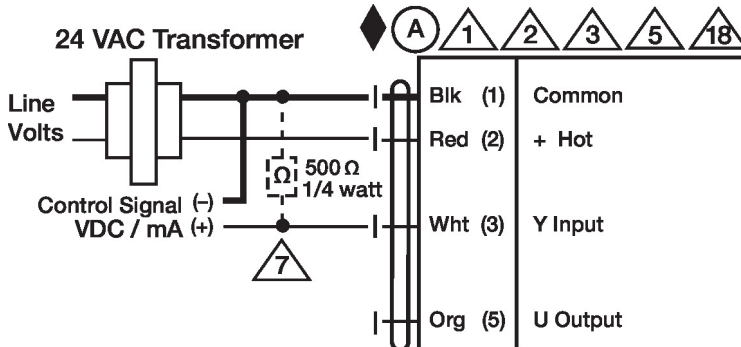 A 1 2 3 5 18
24 VAC Transformer
Line
Volts
Blk (1) Common
Red (2) + Hot
Ω 500 Ω
1/4 watt
Control Signal (–)
VDC / mA (+)
Wht (3) Y Input
7
Org (5) U Output